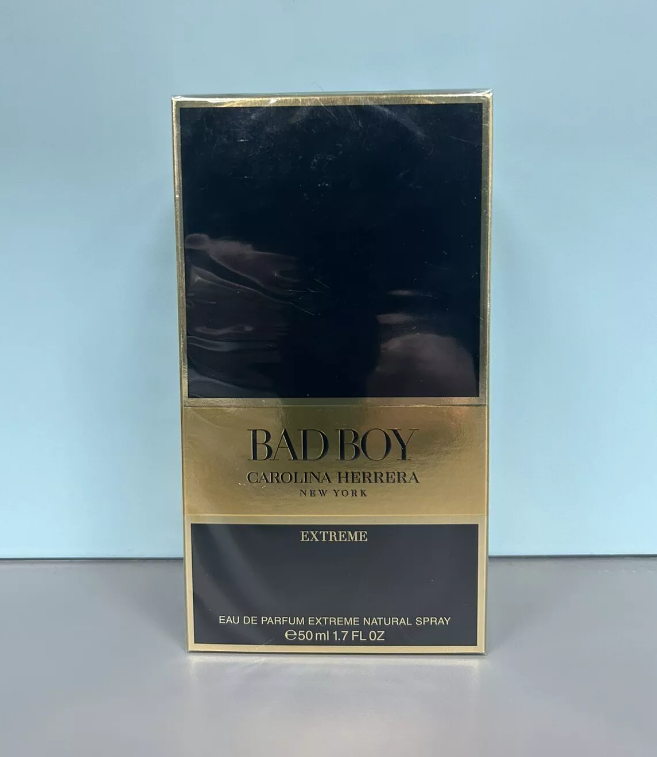 BAD BOY
CAROLINA HERRERA
NEW YORK
EXTREME
EAU DE PARFUM EXTREME NATURAL SPRAY
℮50 ml 1.7 FL OZ